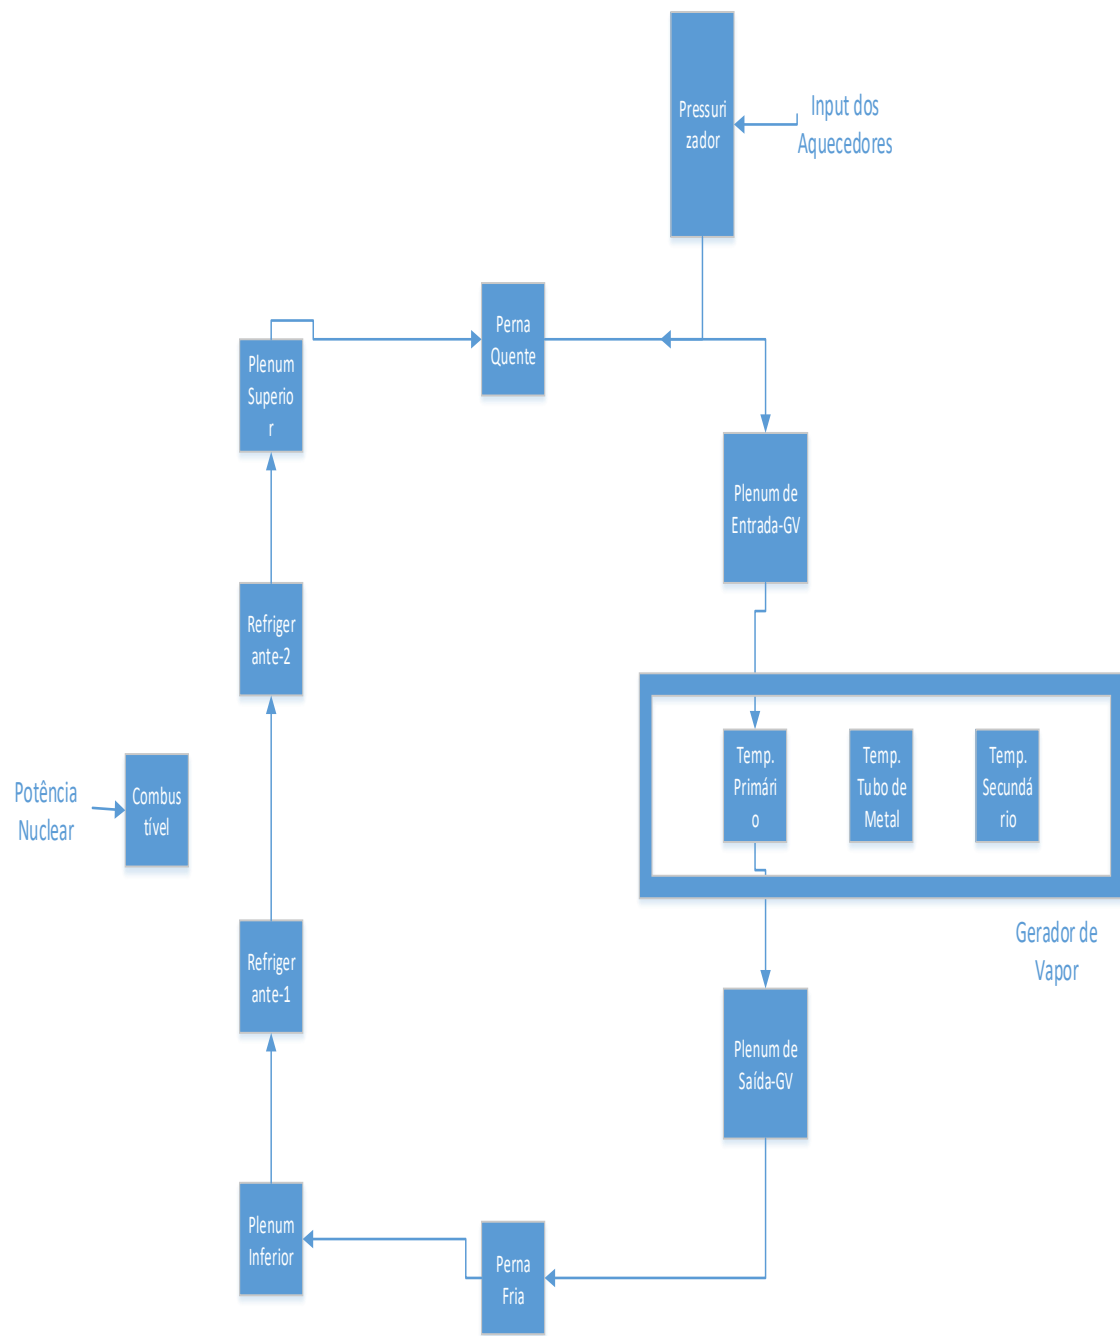 Pressuri
zador
Input dos
Aquecedores
Perna
Quente
Plenum
Superio
r
Plenum de
Entrada-GV
Refriger
ante-2
Temp.
Primári
o
Temp.
Tubo de
Metal
Temp.
Secundá
rio
Potência
Nuclear
Combus
tível
Gerador de
Vapor
Refriger
ante-1
Plenum de
Saída-GV
Plenum
Inferior
Perna
Fria